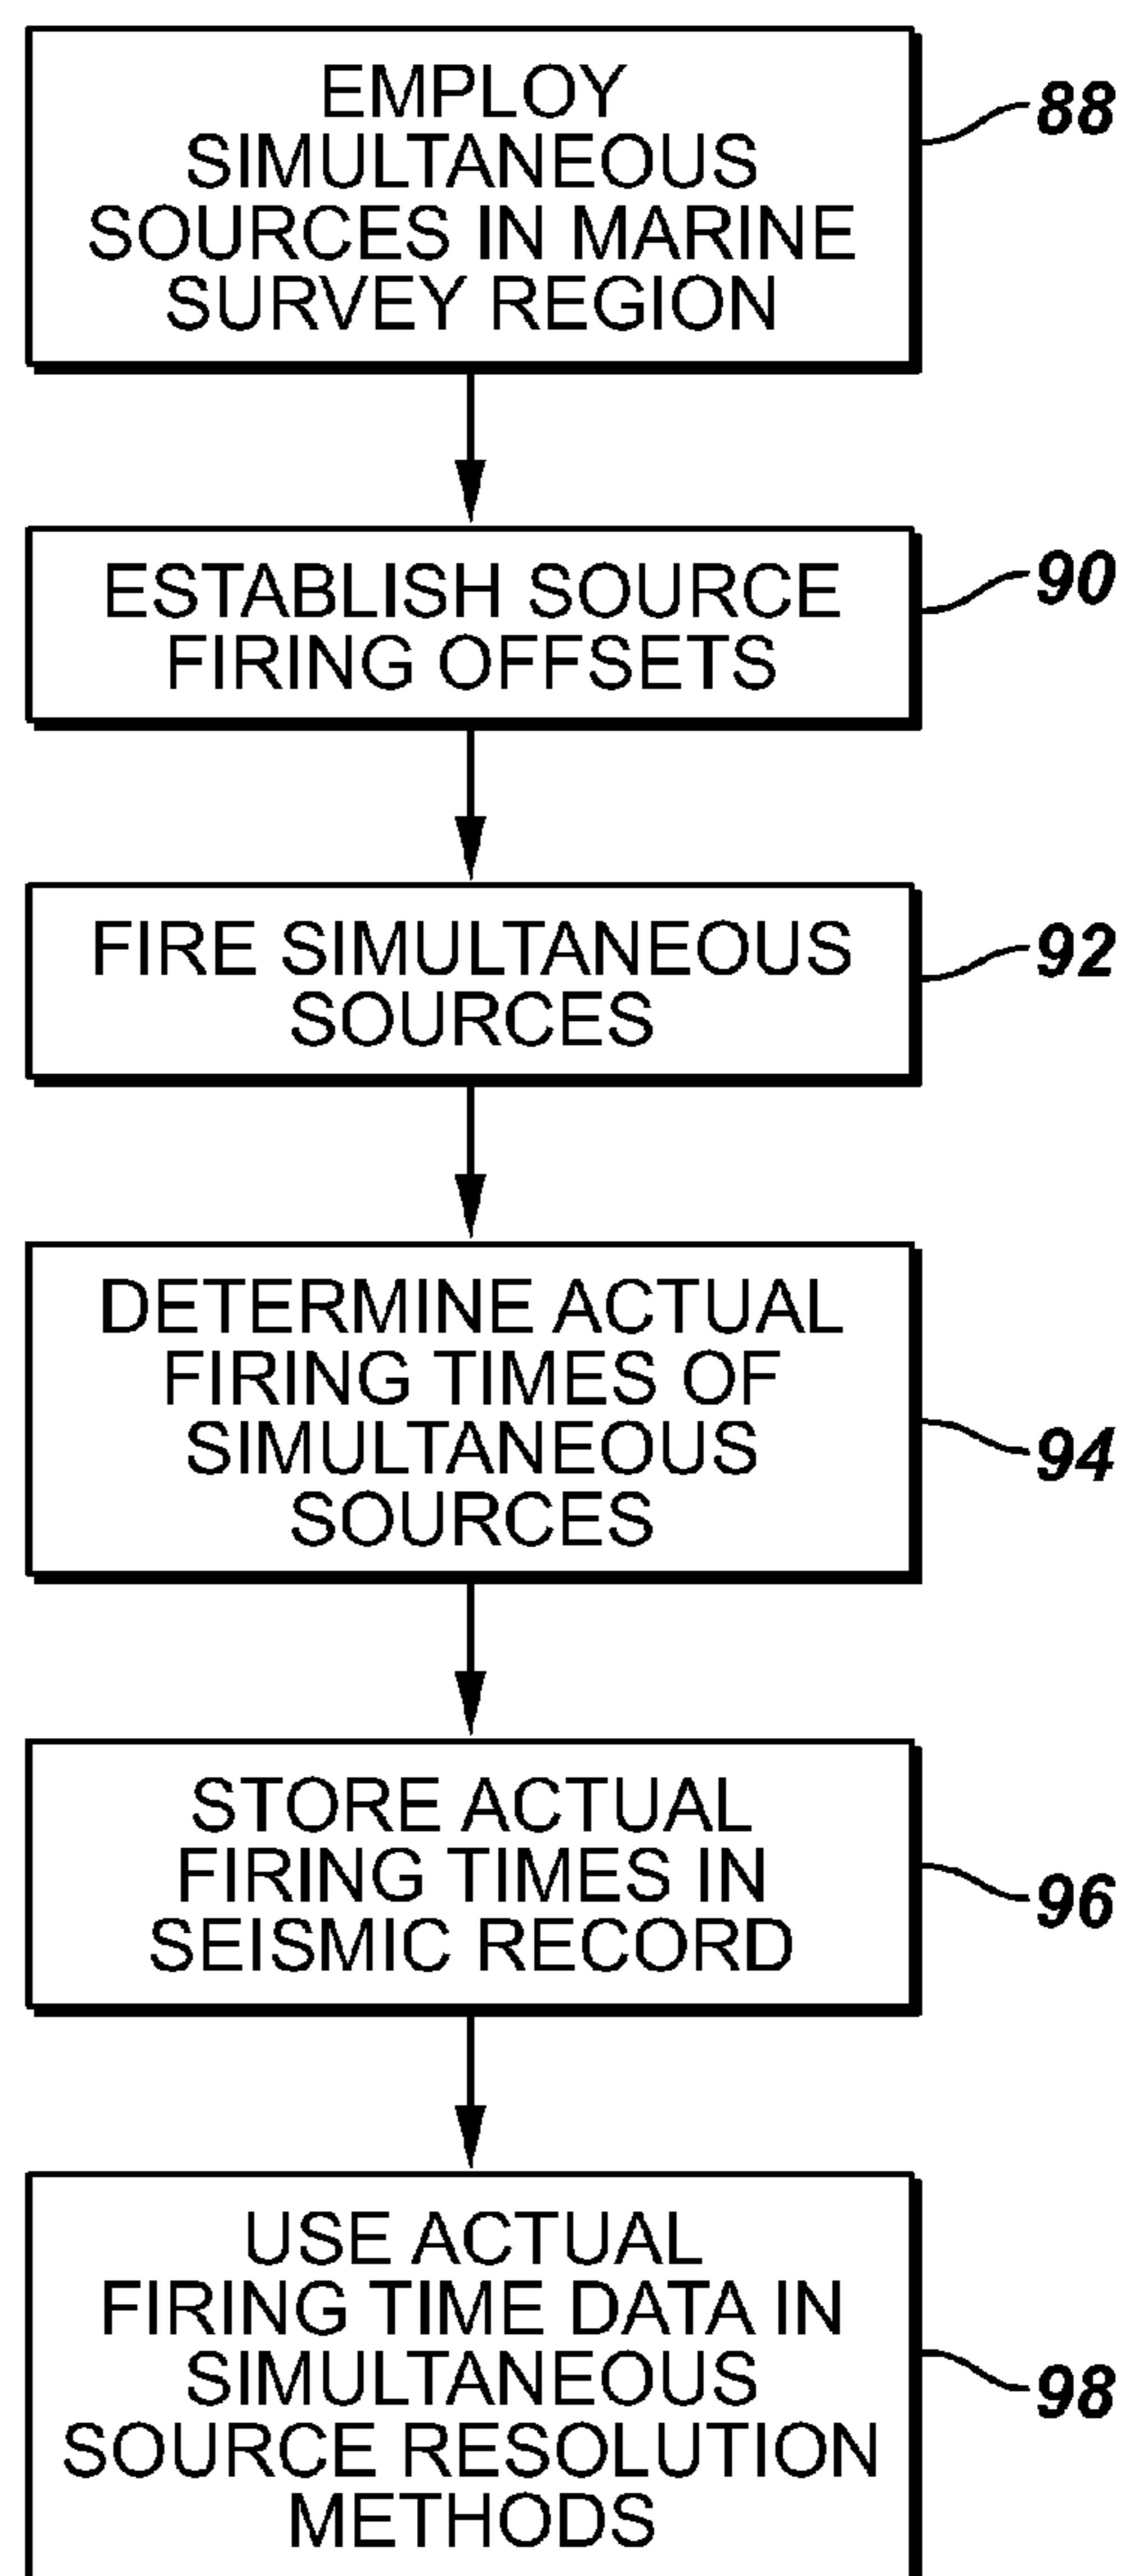 EMPLOY
SIMULTANEOUS
SOURCES IN MARINE
SURVEY REGION
88
ESTABLISH SOURCE
FIRING OFFSETS
90
FIRE SIMULTANEOUS
SOURCES
92
DETERMINE ACTUAL
FIRING TIMES OF
SIMULTANEOUS
SOURCES
94
STORE ACTUAL
FIRING TIMES IN
SEISMIC RECORD
96
USE ACTUAL
FIRING TIME DATA IN
SIMULTANEOUS
SOURCE RESOLUTION
METHODS
98